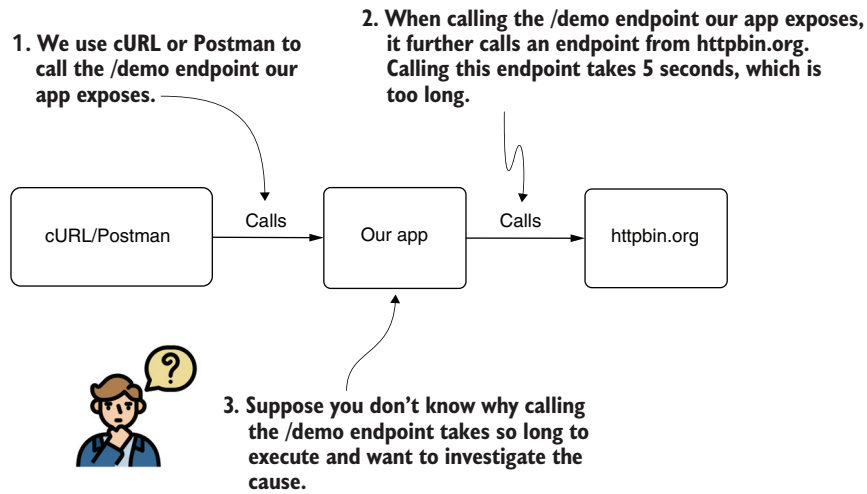 1. We use cURL or Postman to
call the /demo endpoint our
app exposes.
2. When calling the /demo endpoint our app exposes,
it further calls an endpoint from httpbin.org.
Calling this endpoint takes 5 seconds, which is
too long.
cURL/Postman
Calls
Our app
Calls
httpbin.org
?
3. Suppose you don’t know why calling
the /demo endpoint takes so long to
execute and want to investigate the
cause.